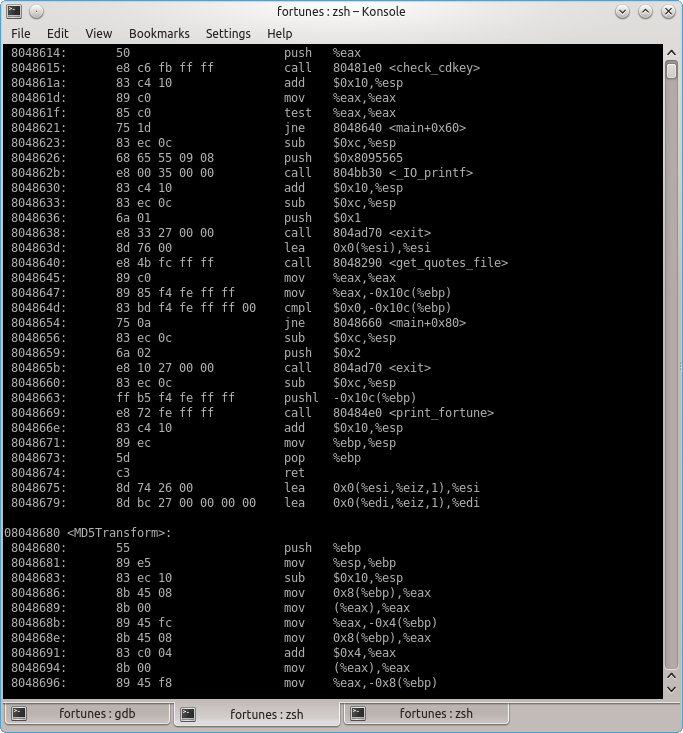 fortunes : zsh – Konsole
File Edit View Bookmarks Settings Help
8048614: 50 push %eax
8048615: e8 c6 fb ff ff call 80481e0 <check_cdkey>
804861a: 83 c4 10 add $0x10,%esp
804861d: 89 c0 mov %eax,%eax
804861f: 85 c0 test %eax,%eax
8048621: 75 1d jne 8048640 <main+0x60>
8048623: 83 ec 0c sub $0xc,%esp
8048626: 68 65 55 09 08 push $0x8095565
804862b: e8 00 35 00 00 call 804bb30 <_IO_printf>
8048630: 83 c4 10 add $0x10,%esp
8048633: 83 ec 0c sub $0xc,%esp
8048636: 6a 01 push $0x1
8048638: e8 33 27 00 00 call 804ad70 <exit>
804863d: 8d 76 00 lea 0x0(%esi),%esi
8048640: e8 4b fc ff ff call 8048290 <get_quotes_file>
8048645: 89 c0 mov %eax,%eax
8048647: 89 85 f4 fe ff ff mov %eax,-0x10c(%ebp)
804864d: 83 bd f4 fe ff ff 00 cmpl $0x0,-0x10c(%ebp)
8048654: 75 0a jne 8048660 <main+0x80>
8048656: 83 ec 0c sub $0xc,%esp
8048659: 6a 02 push $0x2
804865b: e8 10 27 00 00 call 804ad70 <exit>
8048660: 83 ec 0c sub $0xc,%esp
8048663: ff b5 f4 fe ff ff pushl -0x10c(%ebp)
8048669: e8 72 fe ff ff call 80484e0 <print_fortune>
804866e: 83 c4 10 add $0x10,%esp
8048671: 89 ec mov %ebp,%esp
8048673: 5d pop %ebp
8048674: c3 ret
8048675: 8d 74 26 00 lea 0x0(%esi,%eiz,1),%esi
8048679: 8d bc 27 00 00 00 00 lea 0x0(%edi,%eiz,1),%edi
08048680 <MD5Transform>:
8048680: 55 push %ebp
8048681: 89 e5 mov %esp,%ebp
8048683: 83 ec 10 sub $0x10,%esp
8048686: 8b 45 08 mov 0x8(%ebp),%eax
8048689: 8b 00 mov (%eax),%eax
804868b: 89 45 fc mov %eax,-0x4(%ebp)
804868e: 8b 45 08 mov 0x8(%ebp),%eax
8048691: 83 c0 04 add $0x4,%eax
8048694: 8b 00 mov (%eax),%eax
8048696: 89 45 f8 mov %eax,-0x8(%ebp)
fortunes : gdb fortunes : zsh fortunes : zsh